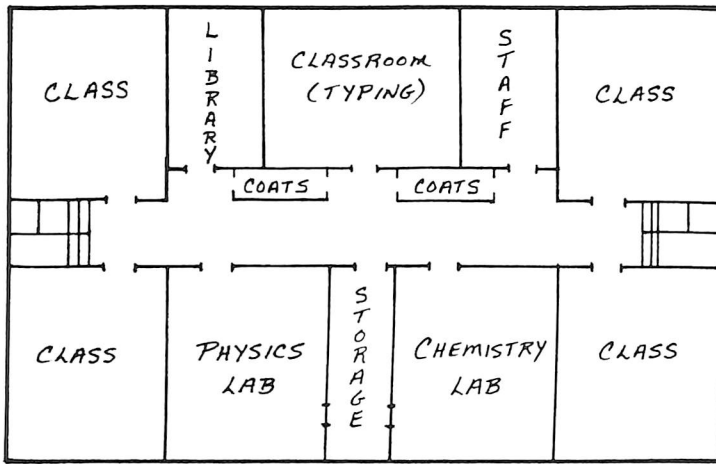 CLASS
LIBRARY
CLASSROOM
(TYPING)
STAFF
CLASS
COATS
COATS
CLASS
PHYSICS
LAB
STORAGE
CHEMISTRY
LAB
CLASS